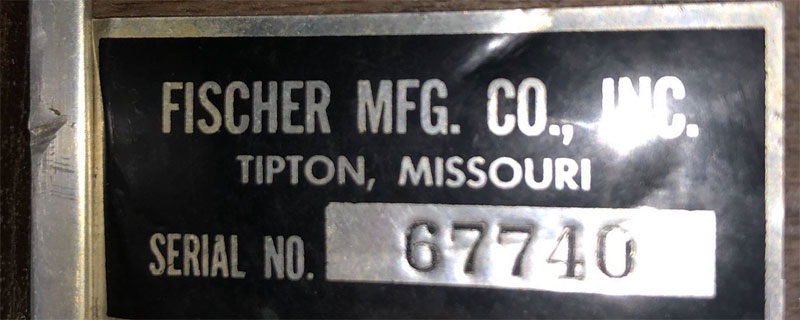 FISCHER MFG. CO., INC.
TIPTON, MISSOURI
SERIAL NO. 67740